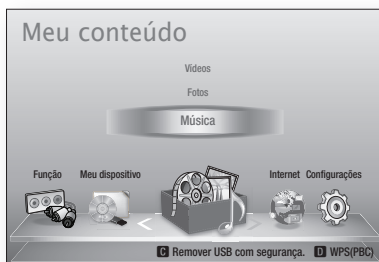 Meu conteúdo
Vídeos
Fotos
Música
Função Meu dispositivo Internet Configurações
C Remover USB com segurança. D WPS(PBC)